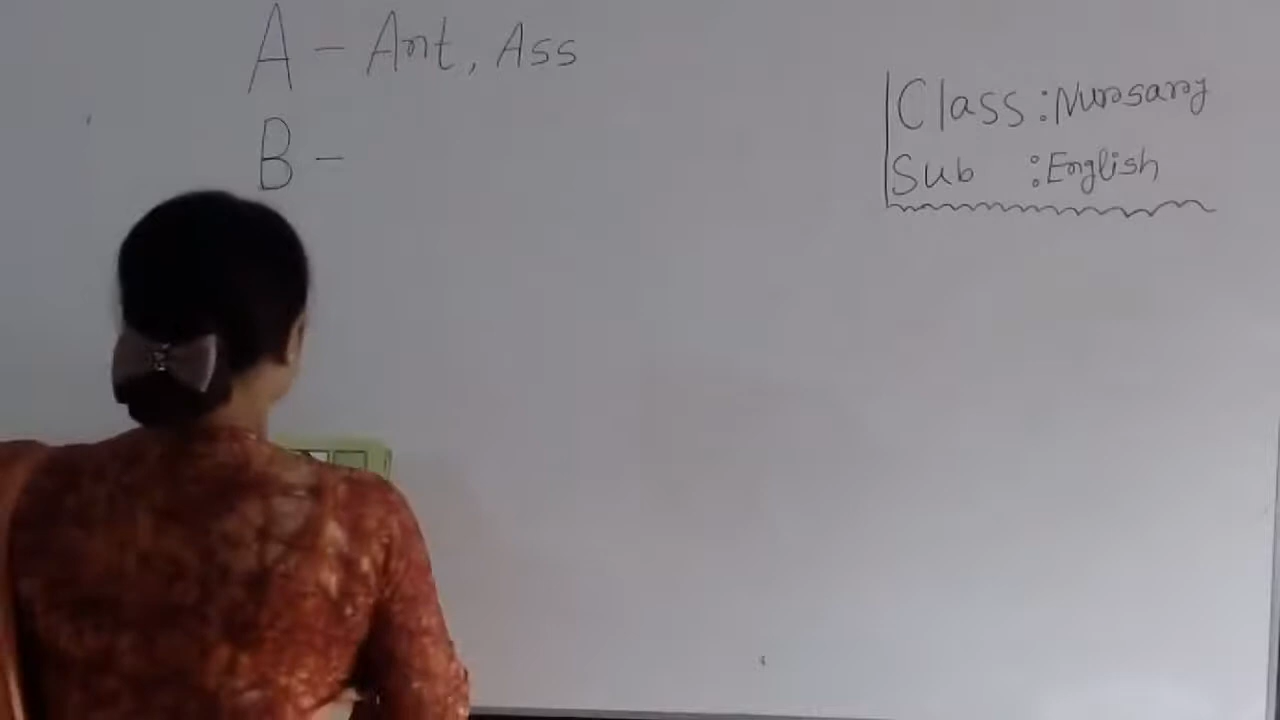 A - Ant, Ass
B -
Class : Nursary
Sub : English